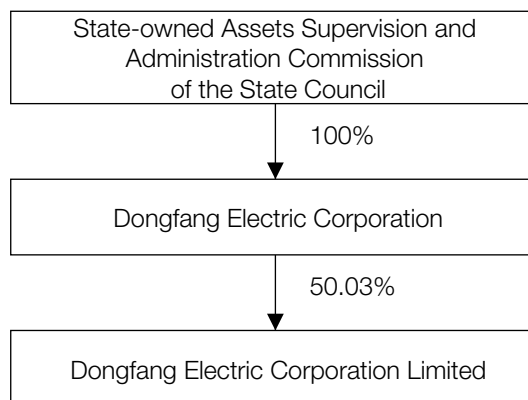 State-owned Assets Supervision and
Administration Commission
of the State Council
100%
Dongfang Electric Corporation
50.03%
Dongfang Electric Corporation Limited